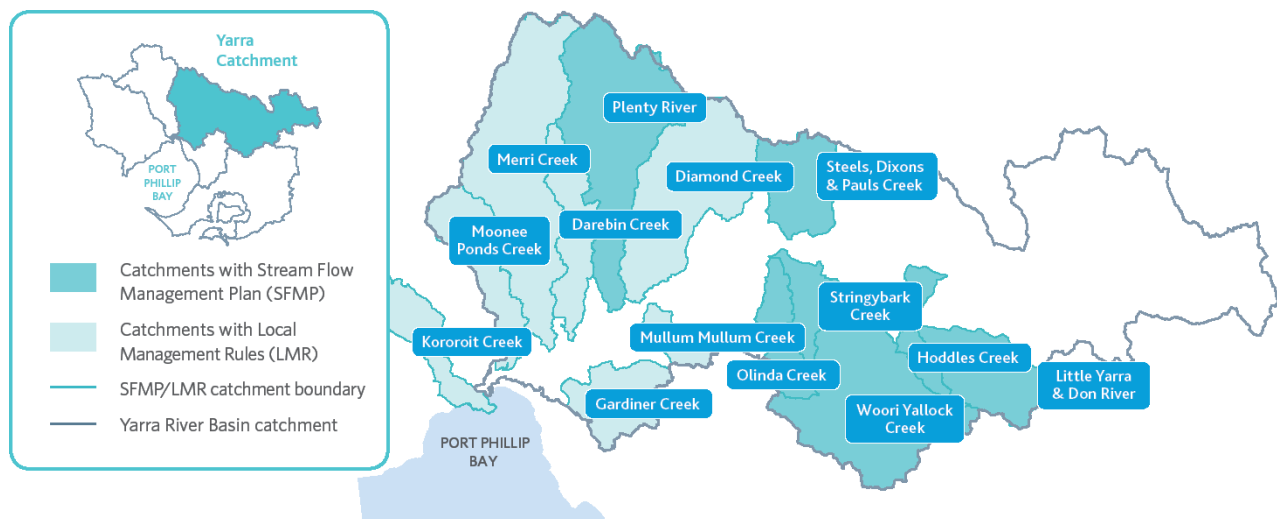 Yarra
Catchment
PORT
PHILLIP
BAY
Catchments with Stream Flow
Management Plan (SFMP)
Catchments with Local
Management Rules (LMR)
SFMP/LMR catchment boundary
Yarra River Basin catchment
Plenty River
Merri Creek
Diamond Creek
Steels, Dixons
& Pauls Creek
Moonee
Ponds Creek
Darebin Creek
Stringybark
Creek
Kororoit Creek
Mullum Mullum Creek
Hoddles Creek
Olinda Creek
Little Yarra
& Don River
Gardiner Creek
Woori Yallock
Creek
PORT PHILLIP
BAY